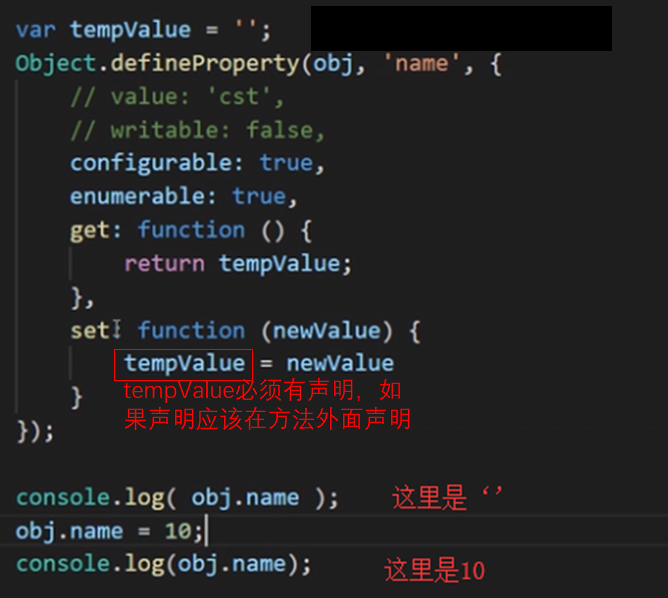 var tempValue = '';
Object.defineProperty(obj, 'name', {
// value: 'cst',
// writable: false,
configurable: true,
enumerable: true,
get: function () {
return tempValue;
},
set: function (newValue) {
tempValue = newValue
tempValue必须有声明，如
果声明应该在方法外面声明
}
});
console.log( obj.name ); 这里是‘’
obj.name = 10;
console.log(obj.name); 这里是10